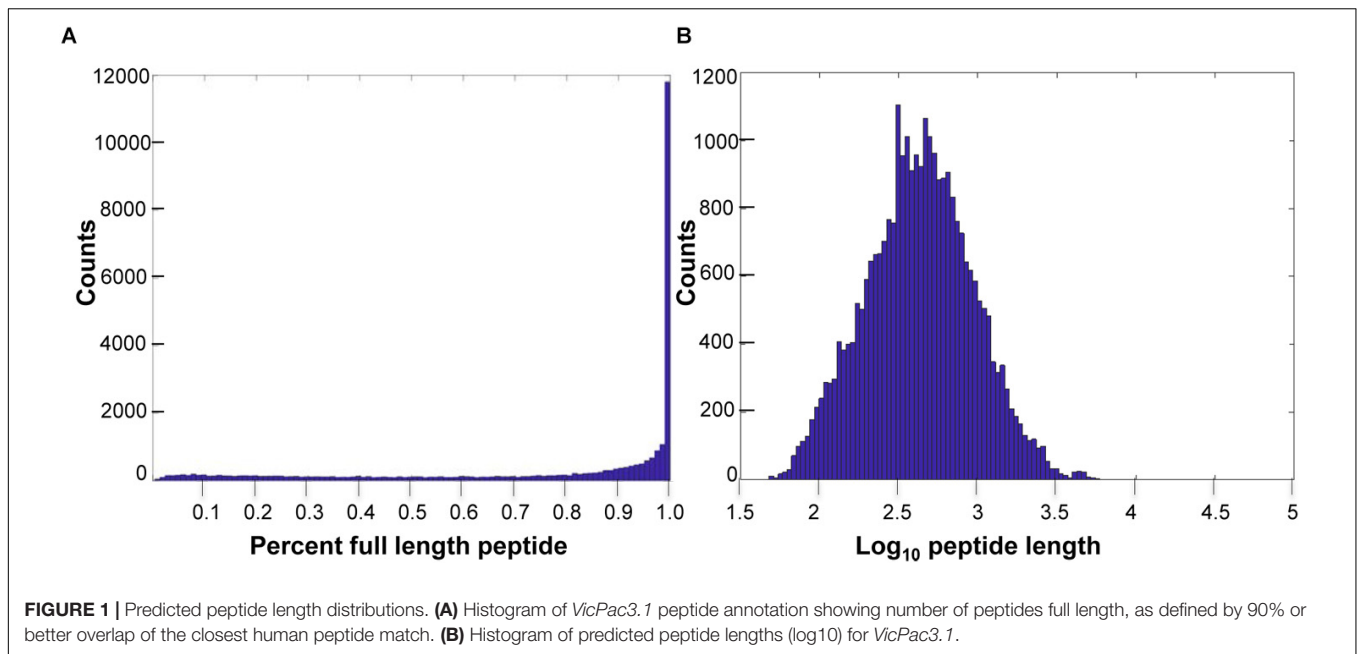 A
B
12000
10000
8000
6000
4000
2000
0
Counts
0.1 0.2 0.3 0.4 0.5 0.6 0.7 0.8 0.9 1.0
Percent full length peptide
1200
1000
800
600
400
200
0
Counts
1.5 2 2.5 3 3.5 4 4.5 5
Log10 peptide length
FIGURE 1 | Predicted peptide length distributions. (A) Histogram of VicPac3.1 peptide annotation showing number of peptides full length, as defined by 90% or
better overlap of the closest human peptide match. (B) Histogram of predicted peptide lengths (log10) for VicPac3.1.